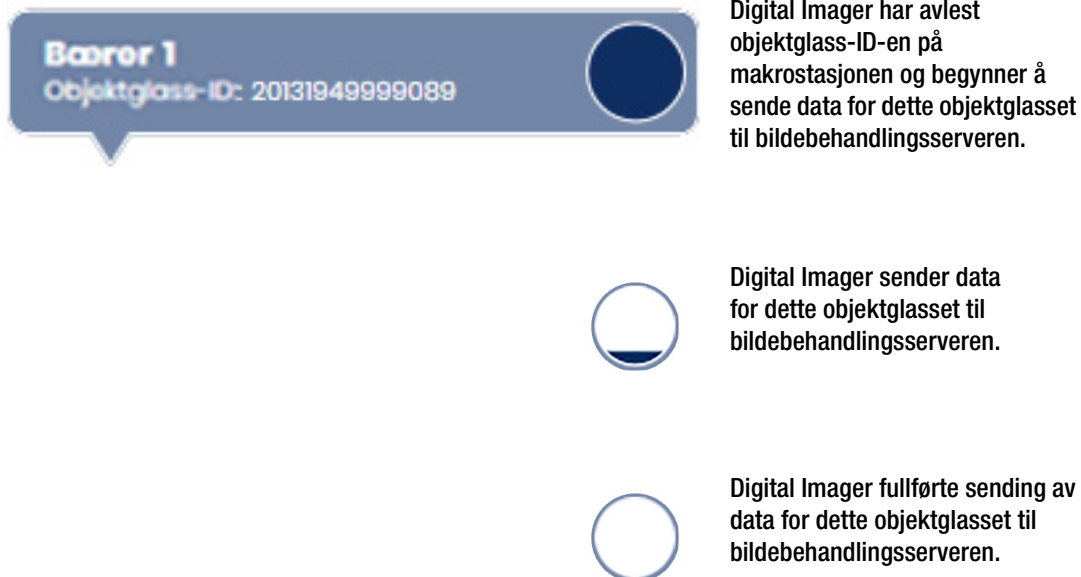 Bærer 1
Objektglass-ID: 20131949999089
Digital Imager har avlest
objektglass-ID-en på
makrostasjonen og begynner å
sende data for dette objektglasset
til bildebehandlingsserveren.
Digital Imager sender data
for dette objektglasset til
bildebehandlingsserveren.
Digital Imager fullførte sending av
data for dette objektglasset til
bildebehandlingsserveren.